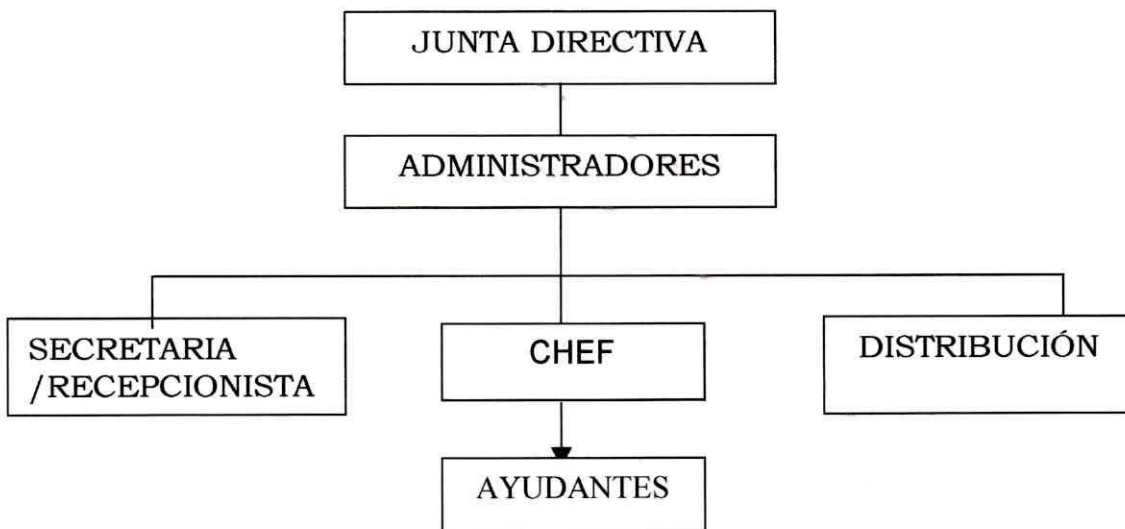 JUNTA DIRECTIVA
ADMINISTRADORES
SECRETARIA
/RECEPCIONISTA
CHEF
DISTRIBUCIÓN
AYUDANTES